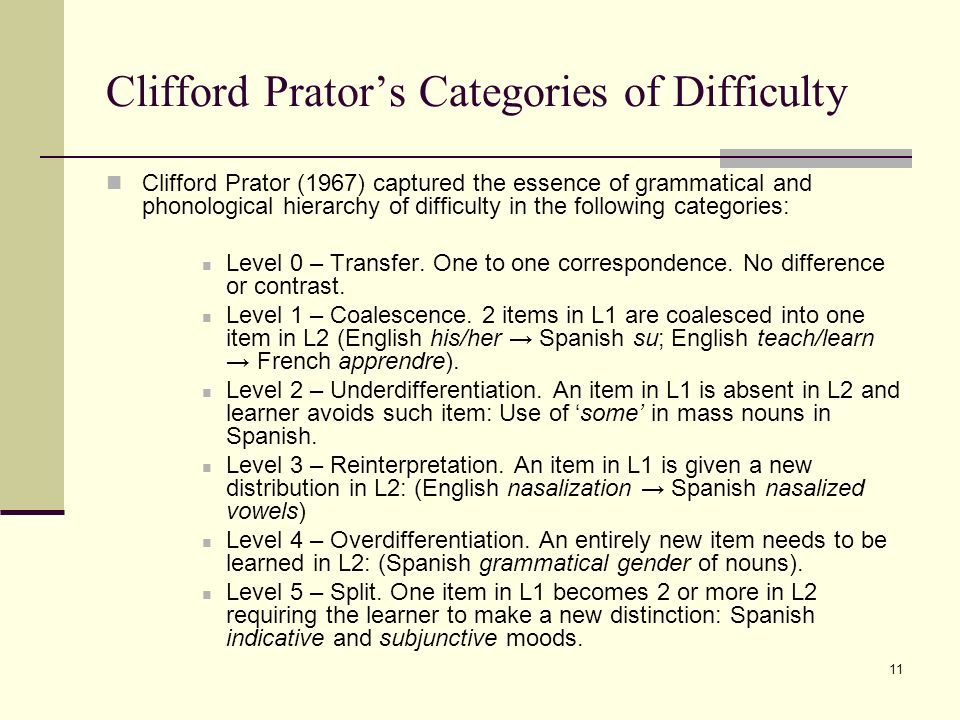 Clifford Prator’s Categories of Difficulty
Clifford Prator (1967) captured the essence of grammatical and
phonological hierarchy of difficulty in the following categories:
Level 0 – Transfer. One to one correspondence. No difference
or contrast.
Level 1 – Coalescence. 2 items in L1 are coalesced into one
item in L2 (English his/her → Spanish su; English teach/learn
→ French apprendre).
Level 2 – Underdifferentiation. An item in L1 is absent in L2 and
learner avoids such item: Use of ‘some’ in mass nouns in
Spanish.
Level 3 – Reinterpretation. An item in L1 is given a new
distribution in L2: (English nasalization → Spanish nasalized
vowels)
Level 4 – Overdifferentiation. An entirely new item needs to be
learned in L2: (Spanish grammatical gender of nouns).
Level 5 – Split. One item in L1 becomes 2 or more in L2
requiring the learner to make a new distinction: Spanish
indicative and subjunctive moods.
11